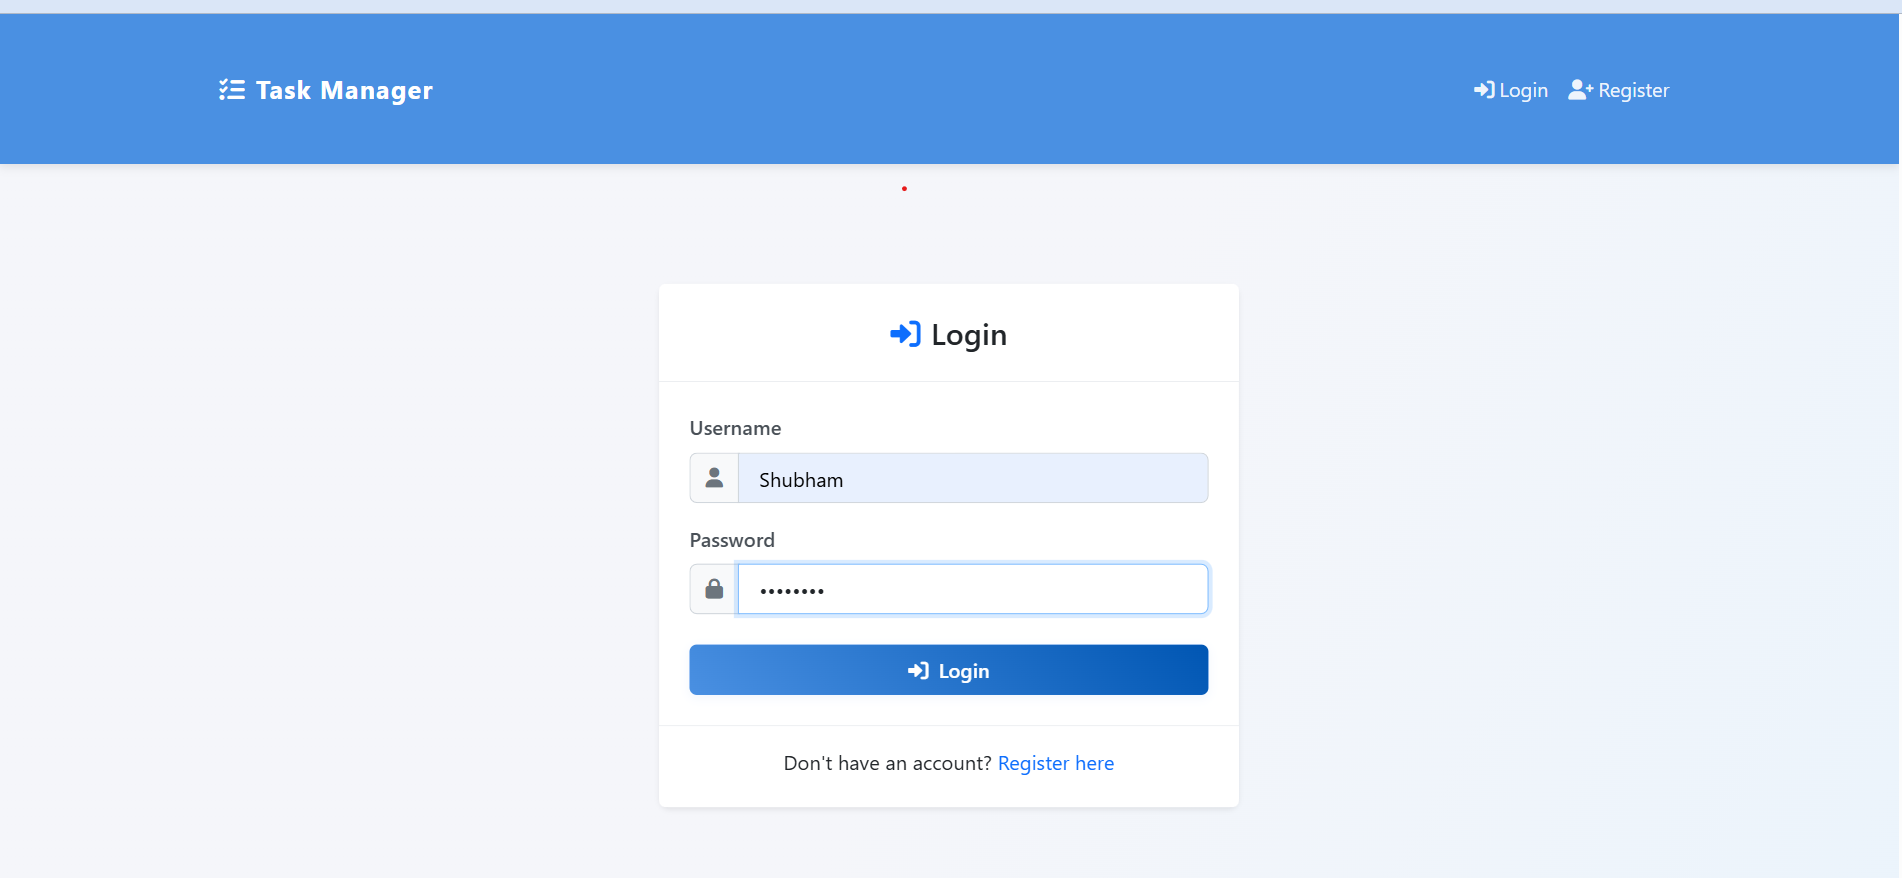 Task Manager
Login Register
Login
Username
Shubham
Password
••••••••
Login
Don't have an account? Register here